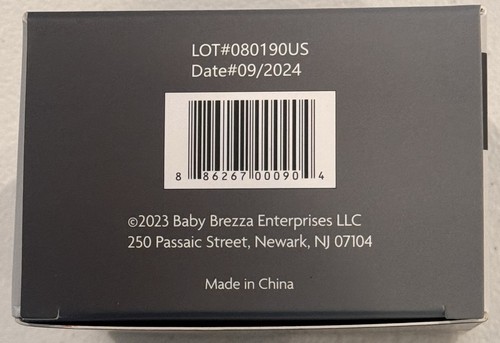 LOT#080190US
Date#09/2024
8 86267 00090 4
©2023 Baby Brezza Enterprises LLC
250 Passaic Street, Newark, NJ 07104
Made in China